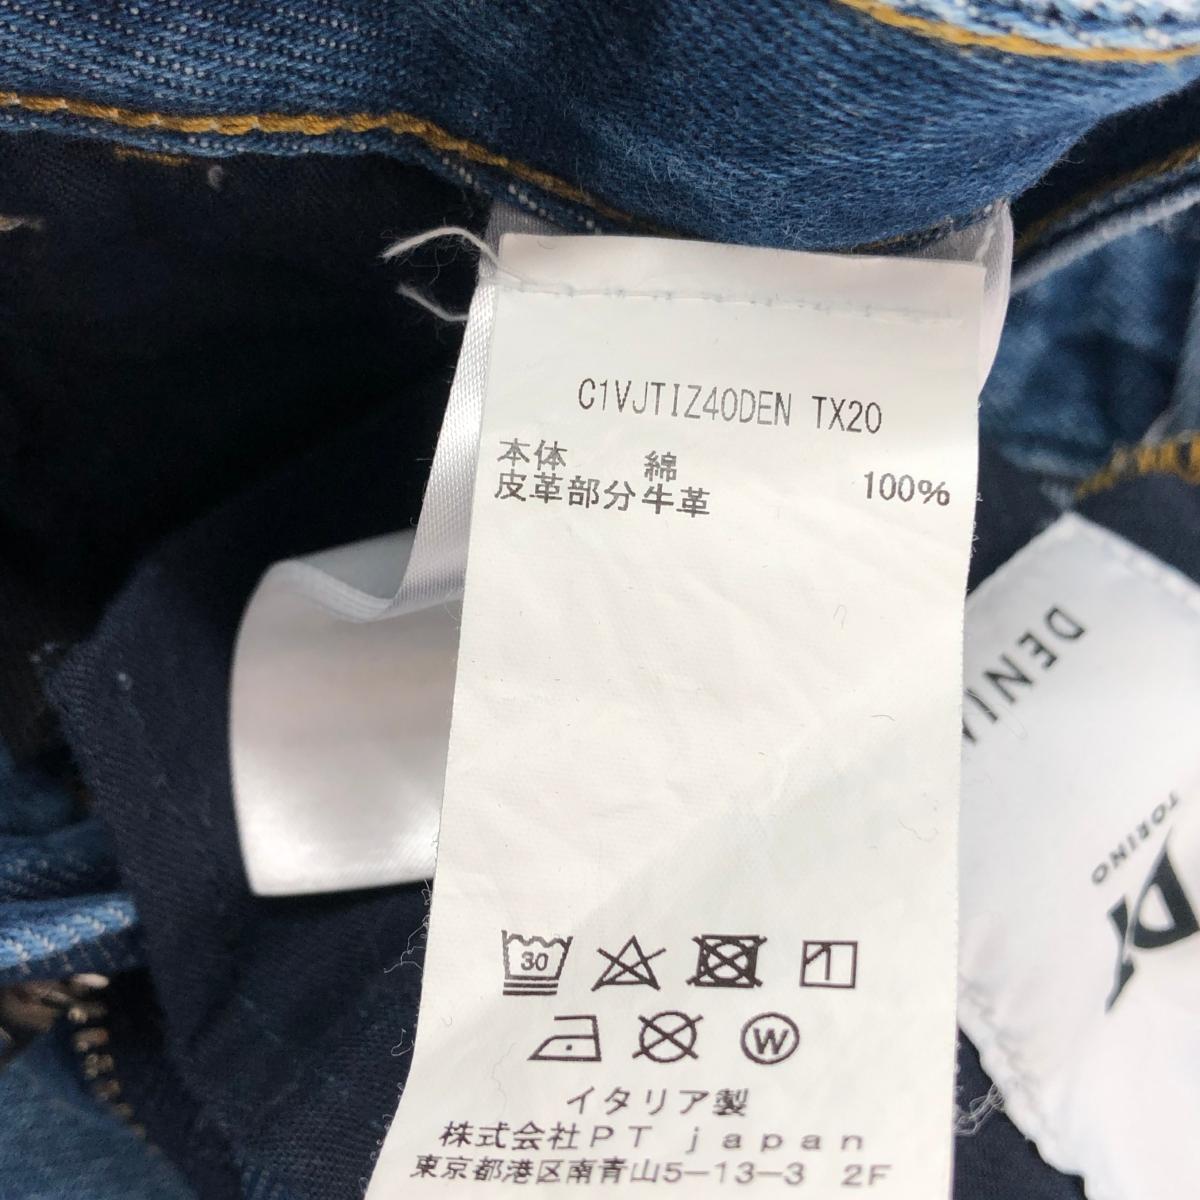 C1VJTIZ40DEN TX20
本体 綿 100%
皮革部分牛革
30
W
イタリア製
株式会社PT japan
東京都港区南青山5-13-3 2F
TORINO